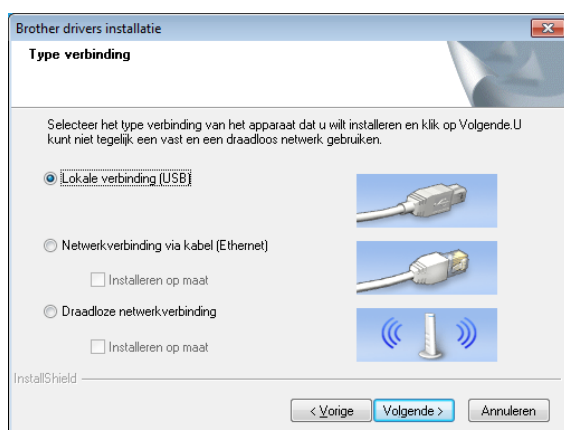 Brother drivers installatie
Type verbinding
Selecteer het type verbinding van het apparaat dat u wilt installeren en klik op Volgende.U
kunt niet tegelijk een vast en een draadloos netwerk gebruiken.
Lokale verbinding (USB)
Netwerkverbinding via kabel (Ethernet)
Installeren op maat
Draadloze netwerkverbinding
Installeren op maat
InstallShield
< Vorige
Volgende >
Annuleren